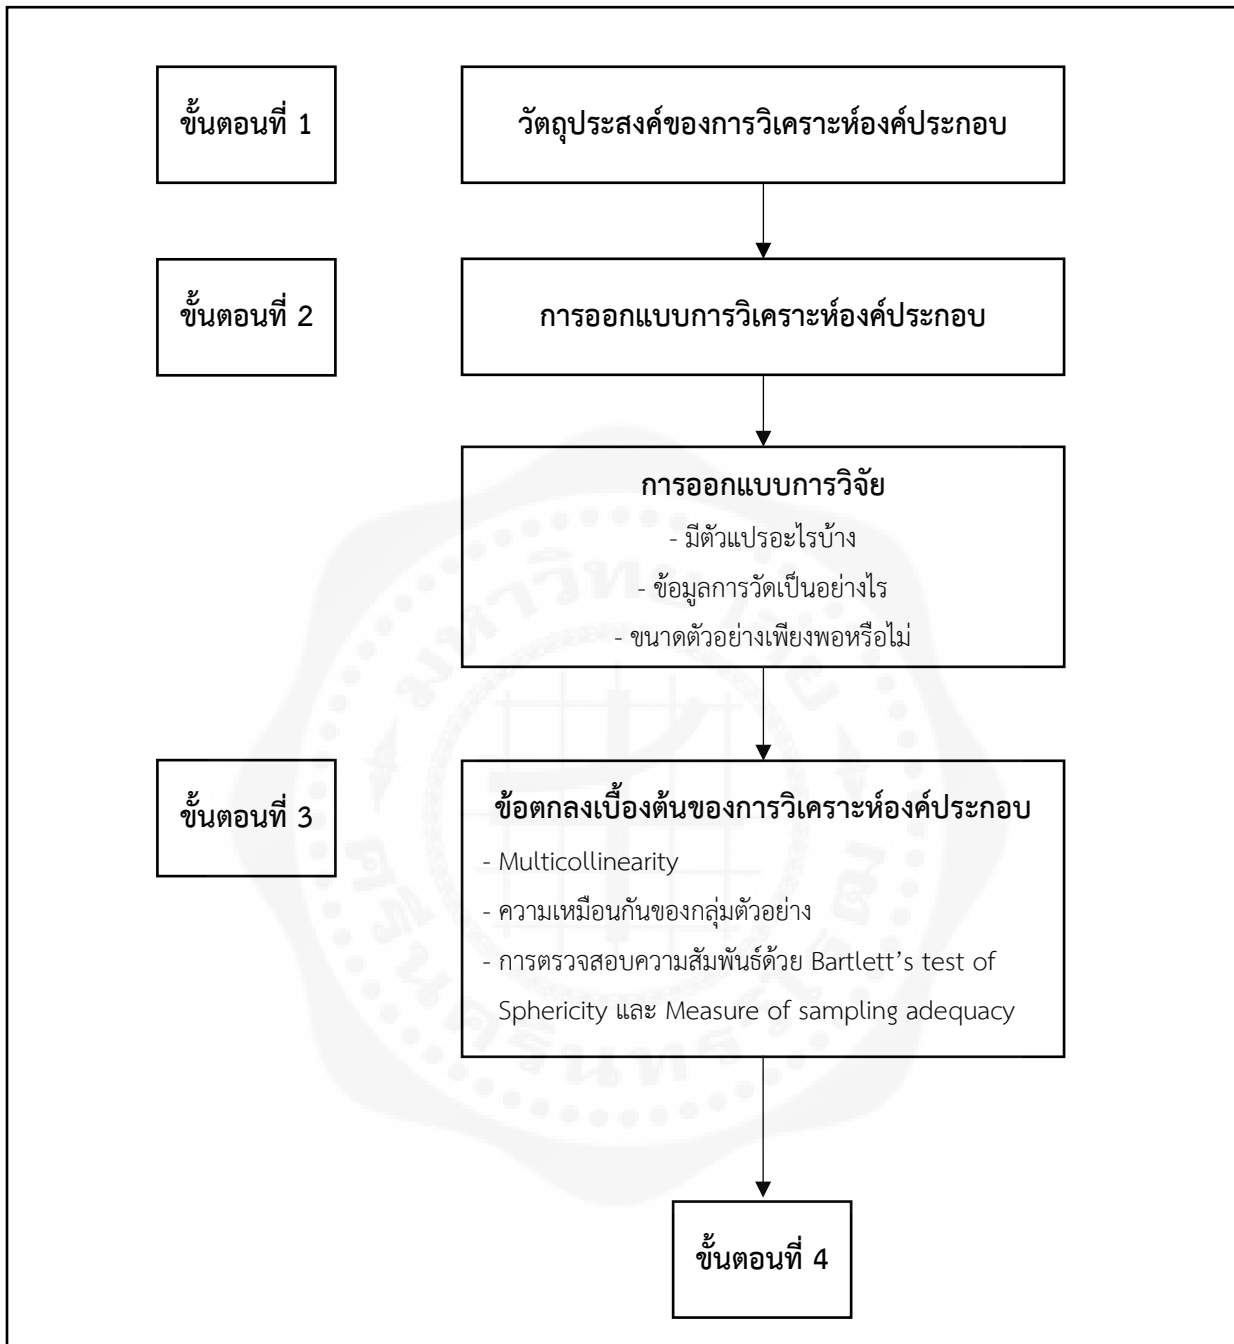 ขั้นตอนที่ 1
วัตถุประสงค์ของการวิเคราะห์องค์ประกอบ
ขั้นตอนที่ 2
การออกแบบการวิเคราะห์องค์ประกอบ
การออกแบบการวิจัย
- มีตัวแปรอะไรบ้าง
- ข้อมูลการวัดเป็นอย่างไร
- ขนาดตัวอย่างเพียงพอหรือไม่
ขั้นตอนที่ 3
ข้อตกลงเบื้องต้นของการวิเคราะห์องค์ประกอบ
- Multicollinearity
- ความเหมือนกันของกลุ่มตัวอย่าง
- การตรวจสอบความสัมพันธ์ด้วย Bartlett’s test of
Sphericity และ Measure of sampling adequacy
ขั้นตอนที่ 4